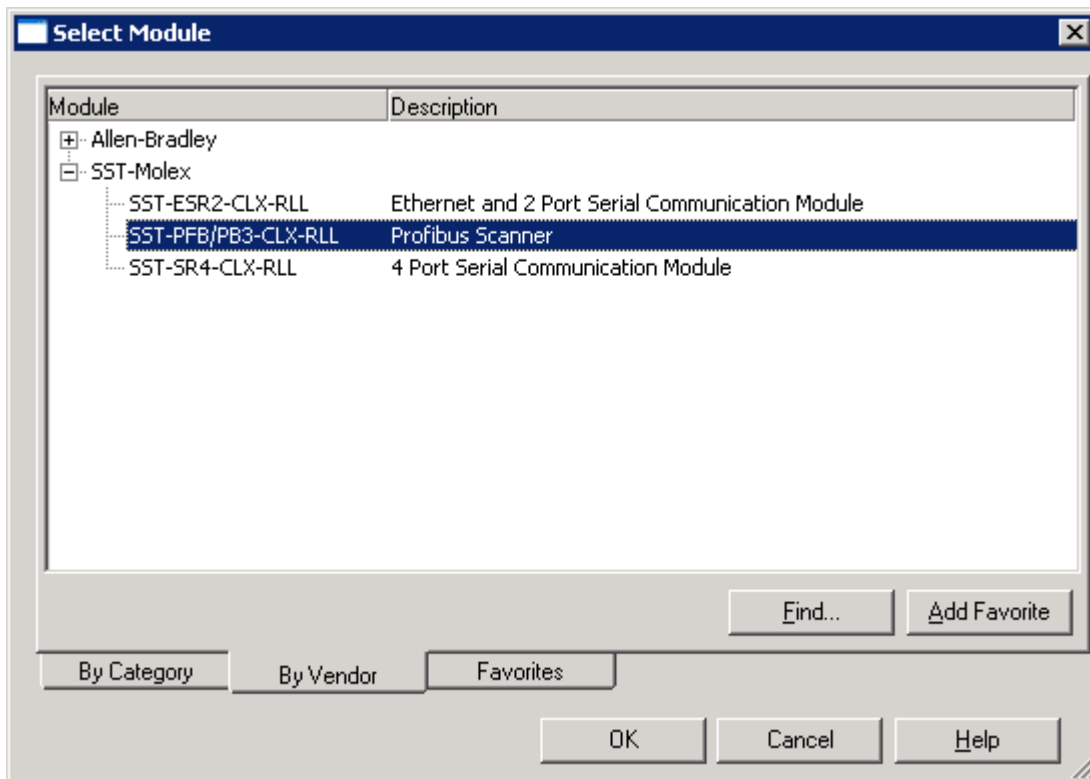 Select Module
Module Description
Allen-Bradley
SST-Molex
SST-ESR2-CLX-RLL Ethernet and 2 Port Serial Communication Module
SST-PFB/PB3-CLX-RLL Profibus Scanner
SST-SR4-CLX-RLL 4 Port Serial Communication Module
Find... Add Favorite
By Category By Vendor Favorites
OK Cancel Help